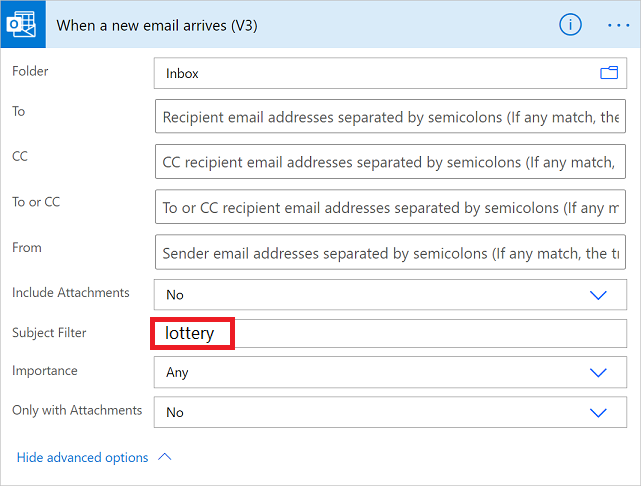 When a new email arrives (V3)
Folder
Inbox
To
Recipient email addresses separated by semicolons (If any match, the
CC
CC recipient email addresses separated by semicolons (If any match,
To or CC
To or CC recipient email addresses separated by semicolons (If any m
From
Sender email addresses separated by semicolons (If any match, the t
Include Attachments
No
Subject Filter
lottery
Importance
Any
Only with Attachments
No
Hide advanced options